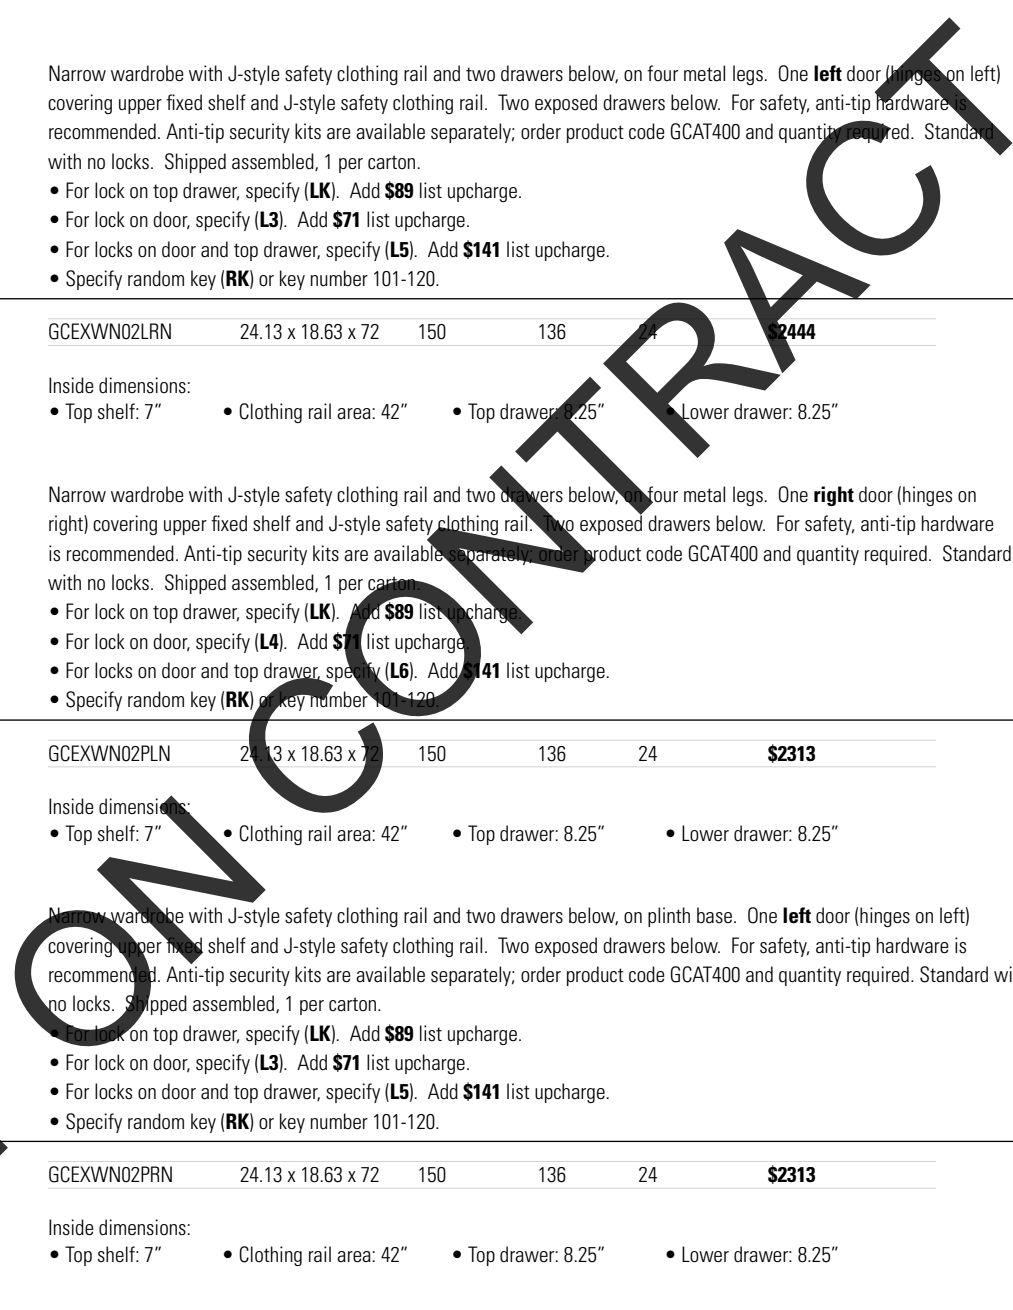 Narrow wardrobe with J-style safety clothing rail and two drawers below, on four metal legs. One left door (hinges on left)
covering upper fixed shelf and J-style safety clothing rail. Two exposed drawers below. For safety, anti-tip hardware is
recommended. Anti-tip security kits are available separately; order product code GCAT400 and quantity required. Standard
with no locks. Shipped assembled, 1 per carton.
• For lock on top drawer, specify (LK). Add $89 list upcharge.
• For lock on door, specify (L3). Add $71 list upcharge.
• For locks on door and top drawer, specify (L5). Add $141 list upcharge.
• Specify random key (RK) or key number 101-120.
GCEXWN02LRN 24.13 x 18.63 x 72 150 136 24 $2444
Inside dimensions:
• Top shelf: 7″ • Clothing rail area: 42″ • Top drawer: 8.25″ • Lower drawer: 8.25″
Narrow wardrobe with J-style safety clothing rail and two drawers below, on four metal legs. One right door (hinges on
right) covering upper fixed shelf and J-style safety clothing rail. Two exposed drawers below. For safety, anti-tip hardware
is recommended. Anti-tip security kits are available separately; order product code GCAT400 and quantity required. Standard
with no locks. Shipped assembled, 1 per carton.
• For lock on top drawer, specify (LK). Add $89 list upcharge.
• For lock on door, specify (L4). Add $71 list upcharge.
• For locks on door and top drawer, specify (L6). Add $141 list upcharge.
• Specify random key (RK) or key number 101-120.
GCEXWN02PLN 24.13 x 18.63 x 72 150 136 24 $2313
Inside dimensions:
• Top shelf: 7″ • Clothing rail area: 42″ • Top drawer: 8.25″ • Lower drawer: 8.25″
Narrow wardrobe with J-style safety clothing rail and two drawers below, on plinth base. One left door (hinges on left)
covering upper fixed shelf and J-style safety clothing rail. Two exposed drawers below. For safety, anti-tip hardware is
recommended. Anti-tip security kits are available separately; order product code GCAT400 and quantity required. Standard wi
no locks. Shipped assembled, 1 per carton.
• For lock on top drawer, specify (LK). Add $89 list upcharge.
• For lock on door, specify (L3). Add $71 list upcharge.
• For locks on door and top drawer, specify (L5). Add $141 list upcharge.
• Specify random key (RK) or key number 101-120.
GCEXWN02PRN 24.13 x 18.63 x 72 150 136 24 $2313
Inside dimensions:
• Top shelf: 7″ • Clothing rail area: 42″ • Top drawer: 8.25″ • Lower drawer: 8.25″
ON CONTRACT